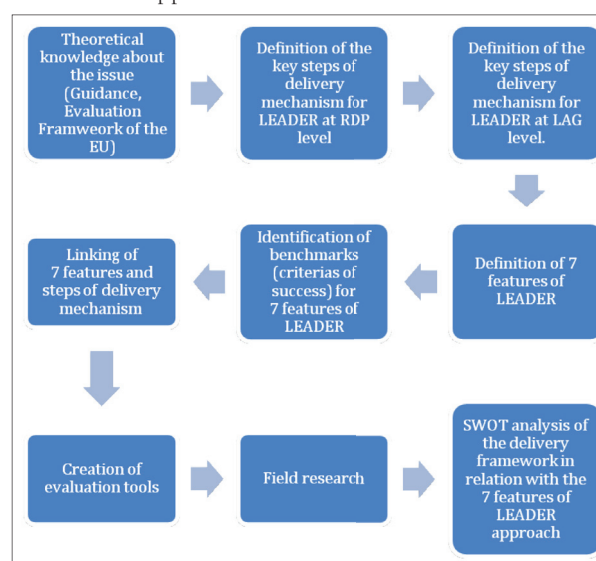 Theoretical
knowledge about
the issue
(Guidance,
Evaluation
Framweork of the
EU)
Definition of the
key steps of
delivery
mechanism for
LEADER at RDP
level
Definition of the
key steps of
delivery
mechanism for
LEADER at LAG
level.
Definition of 7
features of
LEADER
Identification of
benchmarks
(criterias of
success) for
7 features of
LEADER
Linking of
7 features and
steps of delivery
mechanism
Creation of
evaluation tools
Field research
SWOT analysis of
the delivery
framework in
relation with the
7 features of
LEADER
approach